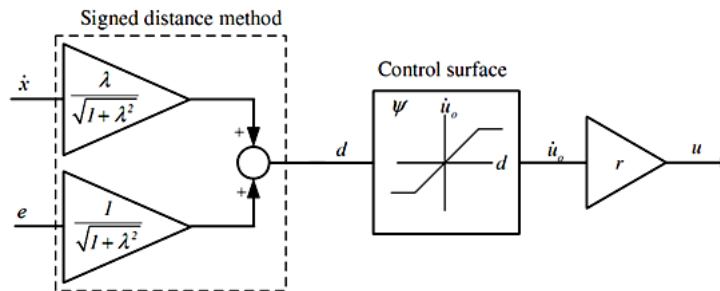 Signed distance method
ẋ
λ
√1 + λ²
+
e
1
√1 + λ²
+
d
Control surface
ψ
u̇ₒ
d
u̇ₒ
r
u